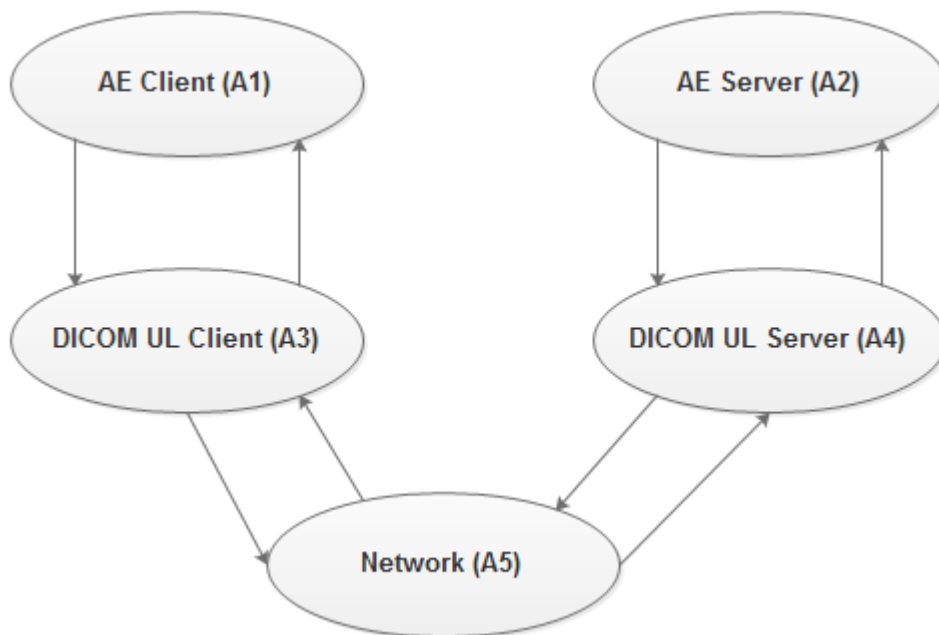 AE Client (A1)
AE Server (A2)
DICOM UL Client (A3)
DICOM UL Server (A4)
Network (A5)